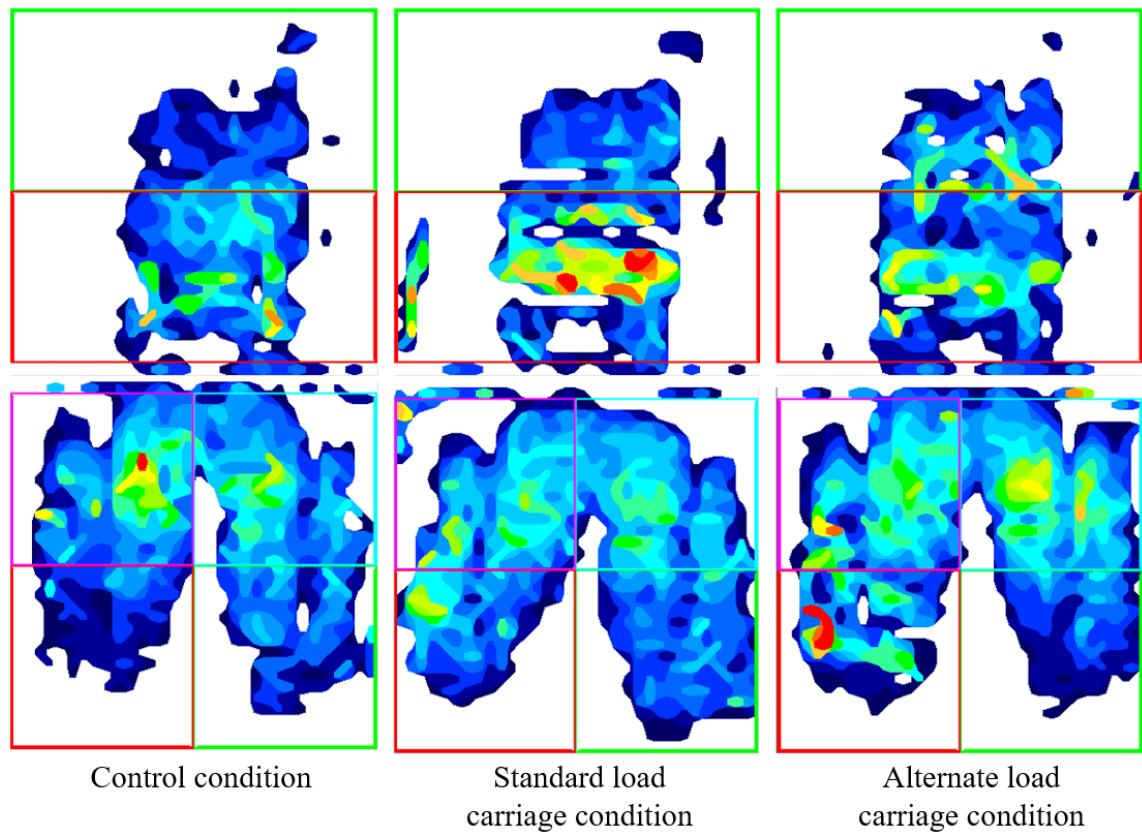 Control condition
Standard load
carriage condition
Alternate load
carriage condition